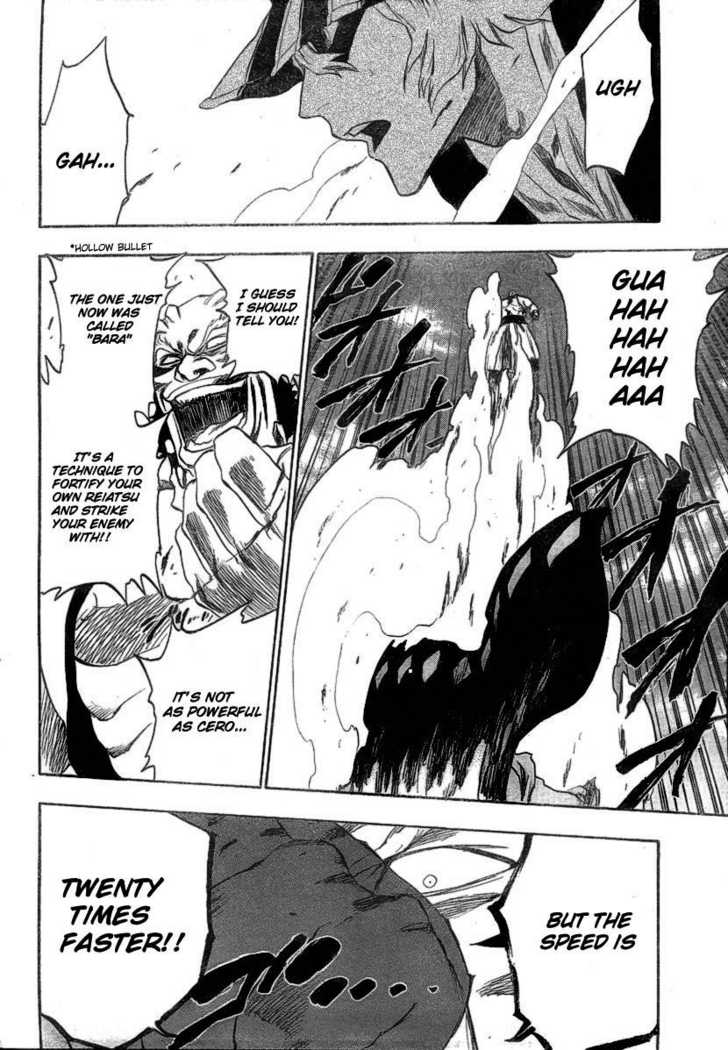 UGH
GAH...
*HOLLOW BULLET
GUA
HAH
HAH
HAH
AAA
I GUESS
I SHOULD
TELL YOU!
THE ONE JUST
NOW WAS
CALLED
"BARA"
IT'S A
TECHNIQUE TO
FORTIFY YOUR
OWN REIATSU
AND STRIKE
YOUR ENEMY
WITH!!
IT'S NOT
AS POWERFUL
AS CERO...
BUT THE
SPEED IS
TWENTY
TIMES
FASTER!!